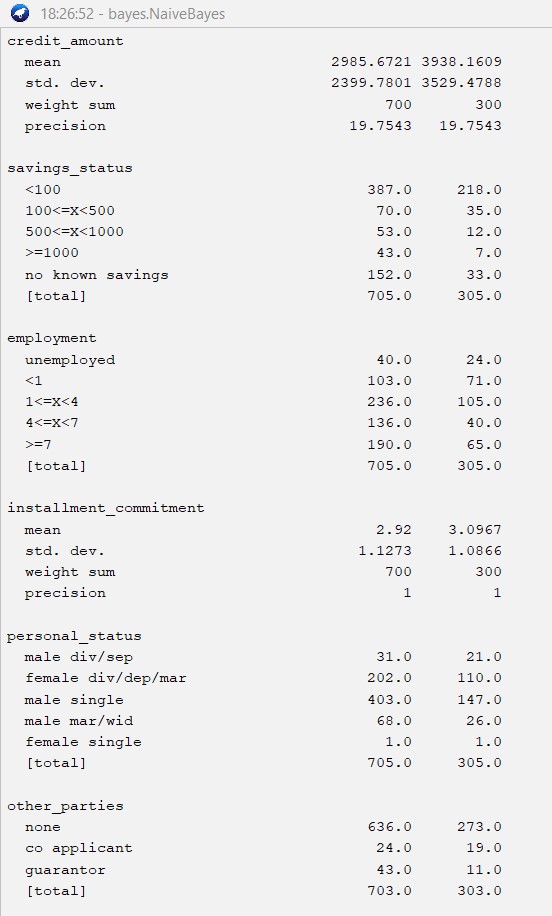 18:26:52 - bayes.NaiveBayes
credit_amount
mean 2985.6721 3938.1609
std. dev. 2399.7801 3529.4788
weight sum 700 300
precision 19.7543 19.7543
savings_status
<100 387.0 218.0
100<=X<500 70.0 35.0
500<=X<1000 53.0 12.0
>=1000 43.0 7.0
no known savings 152.0 33.0
[total] 705.0 305.0
employment
unemployed 40.0 24.0
<1 103.0 71.0
1<=X<4 236.0 105.0
4<=X<7 136.0 40.0
>=7 190.0 65.0
[total] 705.0 305.0
installment_commitment
mean 2.92 3.0967
std. dev. 1.1273 1.0866
weight sum 700 300
precision 1 1
personal_status
male div/sep 31.0 21.0
female div/dep/mar 202.0 110.0
male single 403.0 147.0
male mar/wid 68.0 26.0
female single 1.0 1.0
[total] 705.0 305.0
other_parties
none 636.0 273.0
co applicant 24.0 19.0
guarantor 43.0 11.0
[total] 703.0 303.0